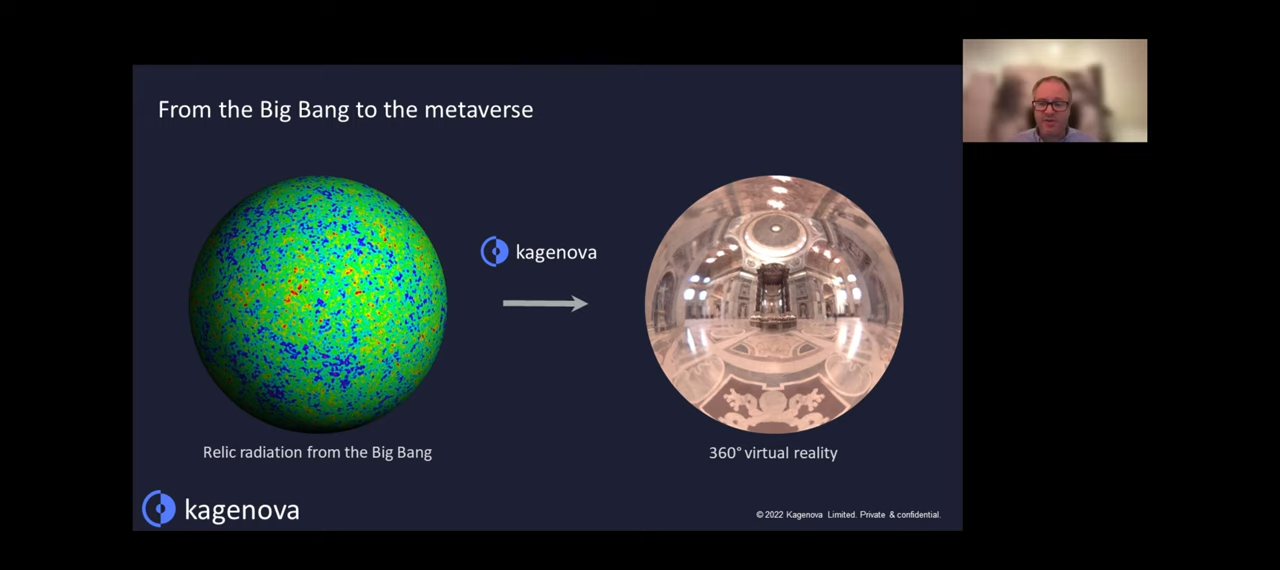 From the Big Bang to the metaverse
kagenova
Relic radiation from the Big Bang
360° virtual reality
kagenova
© 2022 Kagenova Limited. Private & confidential.